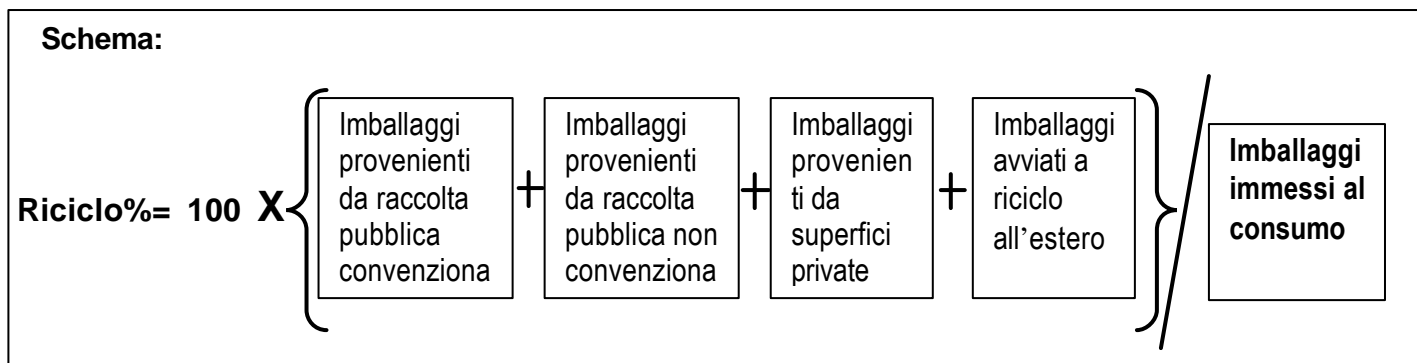 Schema:
Riciclo%= 100 X
Imballaggi
provenienti
da raccolta
pubblica
convenziona
+
Imballaggi
provenienti
da raccolta
pubblica non
convenziona
+
Imballaggi
provenien
ti da
superfici
private
+
Imballaggi
avviati a
riciclo
all’estero
/
Imballaggi
immessi al
consumo